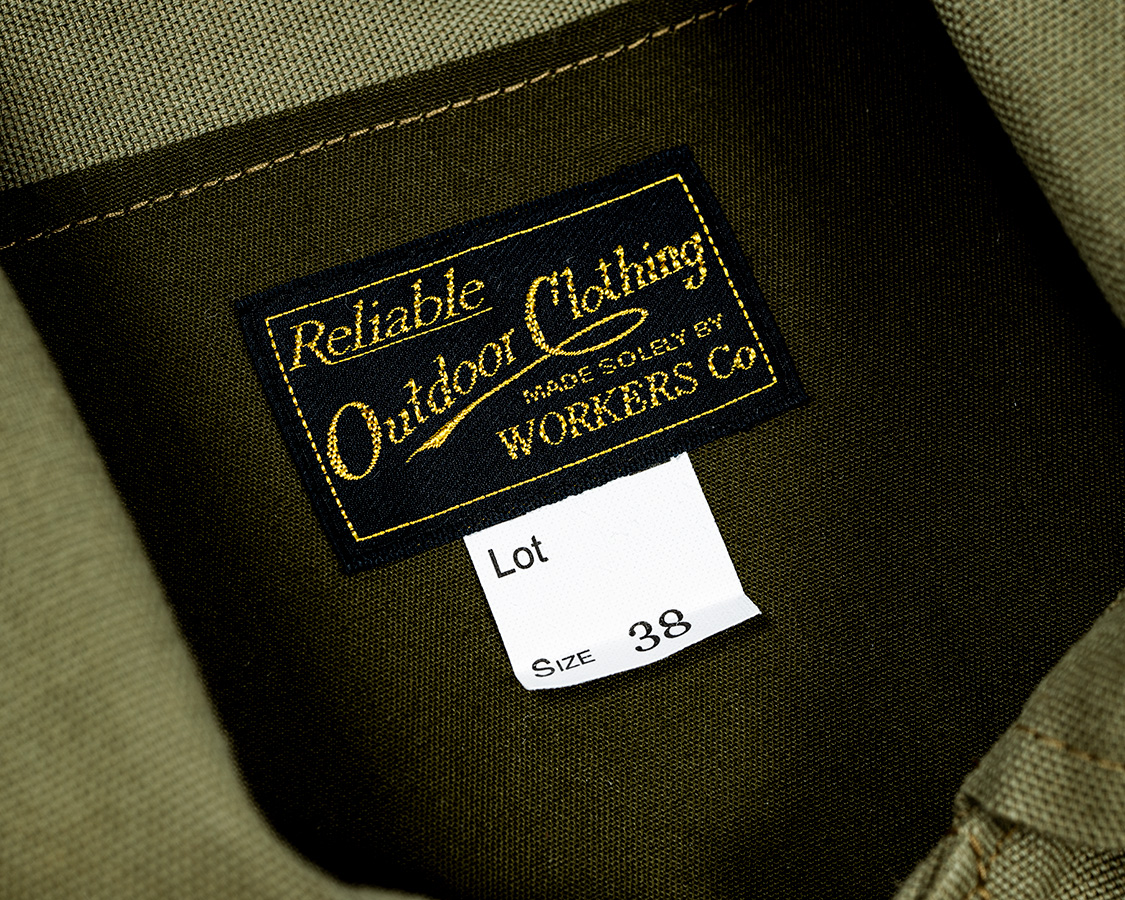 Reliable
Outdoor Clothing
MADE SOLELY BY
WORKERS Co
Lot
SIZE 38